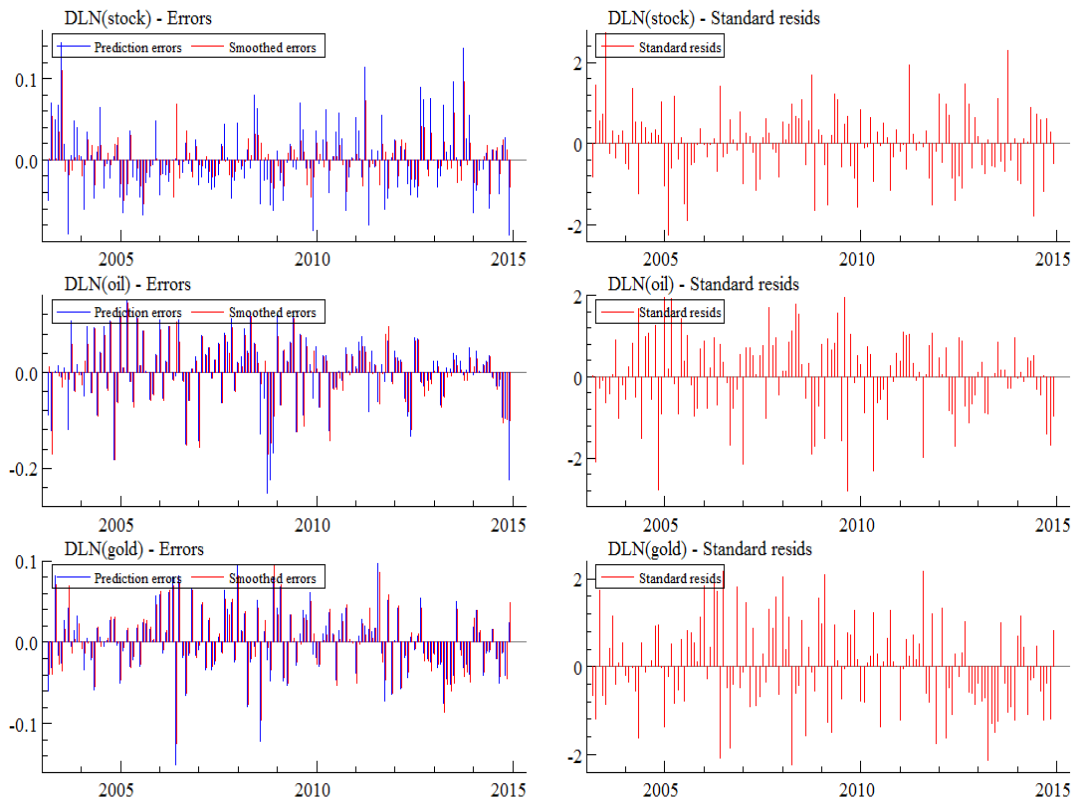 DLN(stock) - Errors
Prediction errors Smoothed errors
0.1
0.0
2005 2010 2015
DLN(stock) - Standard resids
Standard resids
2
0
-2
2005 2010 2015
DLN(oil) - Errors
Prediction errors Smoothed errors
0.0
-0.2
2005 2010 2015
DLN(oil) - Standard resids
Standard resids
2
0
-2
2005 2010 2015
DLN(gold) - Errors
0.1
Prediction errors Smoothed errors
0.0
-0.1
2005 2010 2015
DLN(gold) - Standard resids
Standard resids
2
0
-2
2005 2010 2015